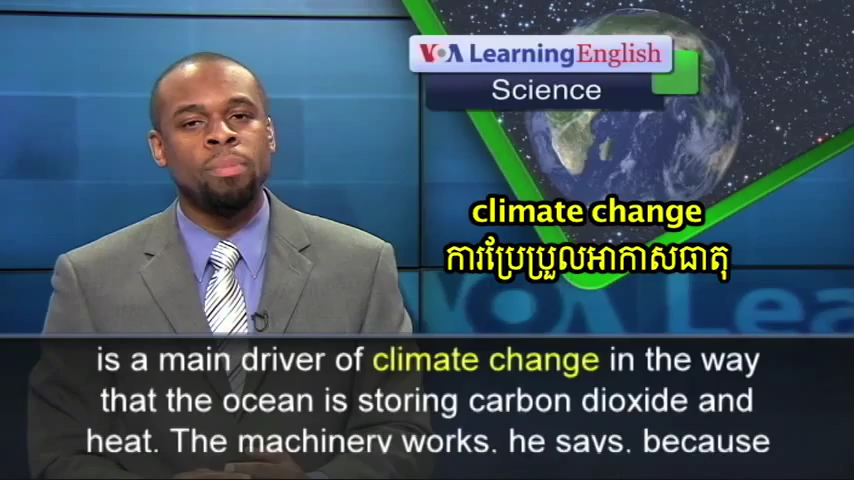 VOA Learning English
Science
climate change
ការប្រែប្រួលអាកាសធាតុ
is a main driver of climate change in the way
that the ocean is storing carbon dioxide and
heat. The machinery works, he says, because